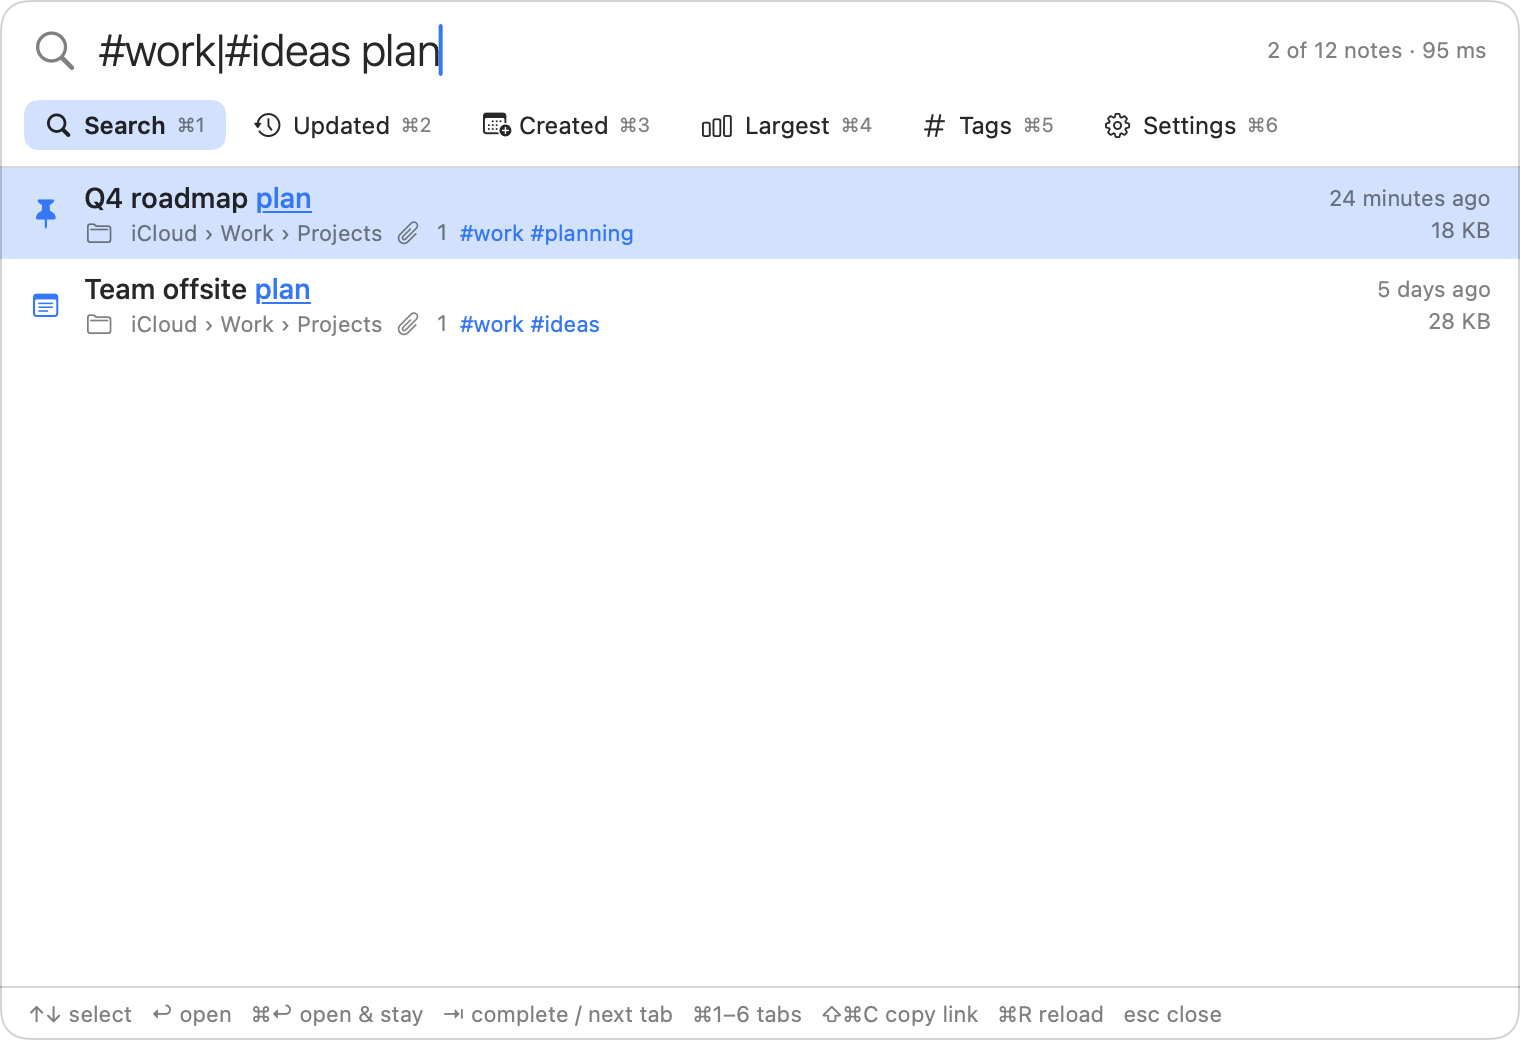 #work|#ideas plan
2 of 12 notes · 95 ms
Search ⌘1 Updated ⌘2 Created ⌘3 Largest ⌘4 # Tags ⌘5 Settings ⌘6
Q4 roadmap plan
24 minutes ago
iCloud › Work › Projects 1 #work #planning
18 KB
Team offsite plan
5 days ago
iCloud › Work › Projects 1 #work #ideas
28 KB
↑↓ select ↩ open ⌘↩ open & stay ⇥ complete / next tab ⌘1–6 tabs ⇧⌘C copy link ⌘R reload esc close